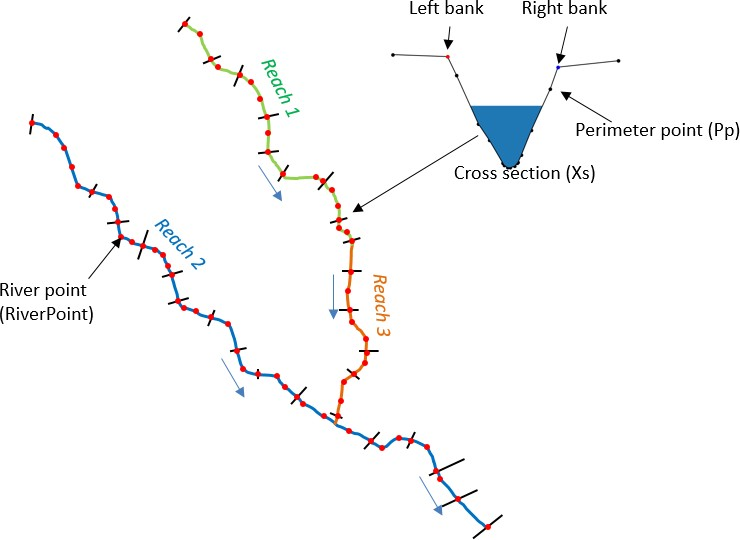 Left bank
Right bank
Reach 1
Perimeter point (Pp)
Cross section (Xs)
Reach 2
River point
(RiverPoint)
Reach 3